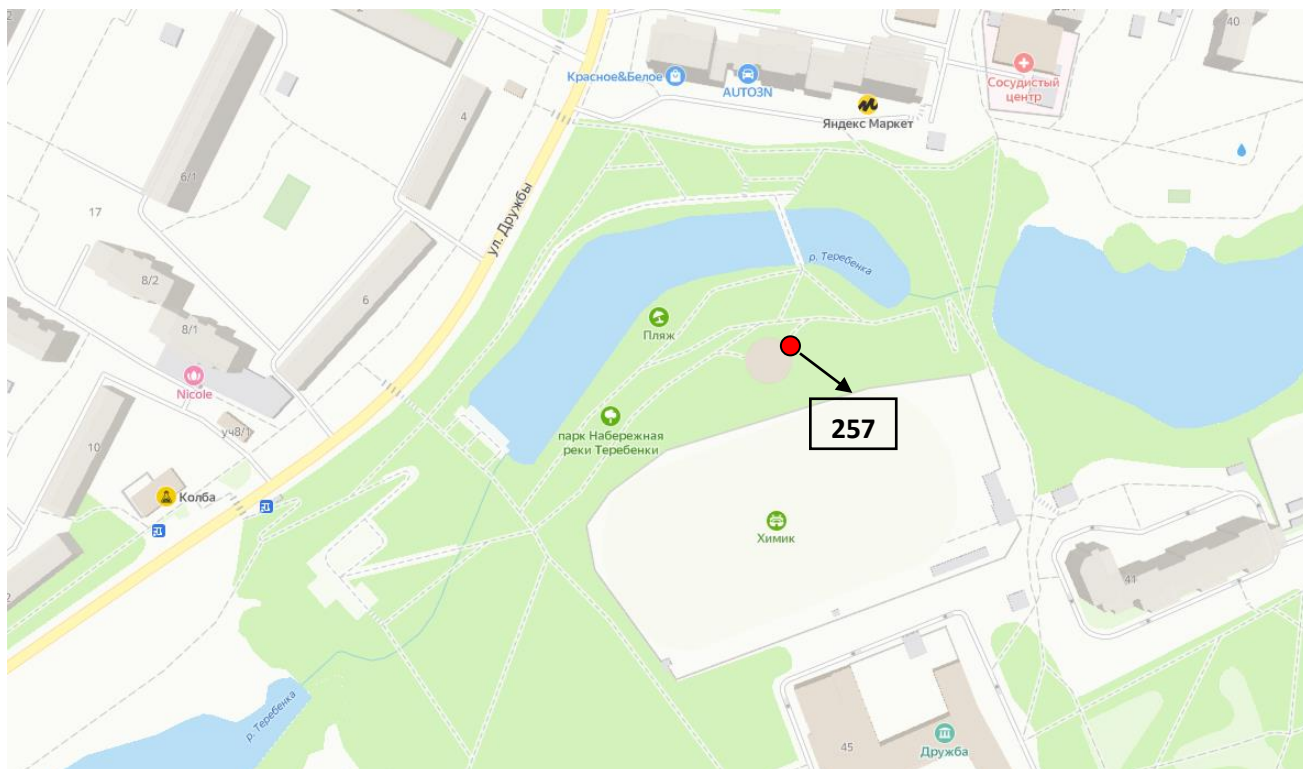 40
Красное&Белое
AUTO3N
Сосудистый
центр
4
Яндекс Маркет
6/1
17
ул. Дружбы
р. Теребенка
8/2
6
8/1
Пляж
Nicole
257
уч8/1
10
парк Набережная
реки Теребенки
Колба
Химик
41
р. Теребенка
45
Дружба